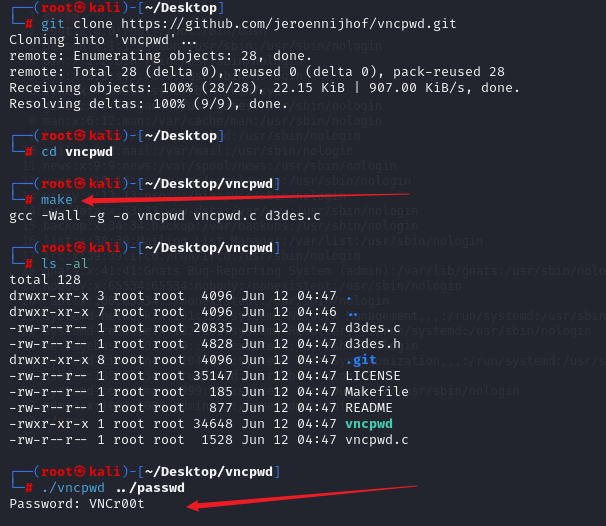 ┌──(root㉿kali)-[~/Desktop]
└─# git clone https://github.com/jeroennijhof/vncpwd.git
Cloning into 'vncpwd'...
remote: Enumerating objects: 28, done.
remote: Total 28 (delta 0), reused 0 (delta 0), pack-reused 28
Receiving objects: 100% (28/28), 22.15 KiB | 907.00 KiB/s, done.
Resolving deltas: 100% (9/9), done.
┌──(root㉿kali)-[~/Desktop]
└─# cd vncpwd
┌──(root㉿kali)-[~/Desktop/vncpwd]
└─# make
gcc -Wall -g -o vncpwd vncpwd.c d3des.c
┌──(root㉿kali)-[~/Desktop/vncpwd]
└─# ls -al
total 128
drwxr-xr-x 3 root root  4096 Jun 12 04:47 .
drwxr-xr-x 7 root root  4096 Jun 12 04:46 ..
-rw-r--r-- 1 root root 20835 Jun 12 04:47 d3des.c
-rw-r--r-- 1 root root  4828 Jun 12 04:47 d3des.h
drwxr-xr-x 8 root root  4096 Jun 12 04:47 .git
-rw-r--r-- 1 root root 35147 Jun 12 04:47 LICENSE
-rw-r--r-- 1 root root   185 Jun 12 04:47 Makefile
-rw-r--r-- 1 root root   877 Jun 12 04:47 README
-rwxr-xr-x 1 root root 34648 Jun 12 04:47 vncpwd
-rw-r--r-- 1 root root  1528 Jun 12 04:47 vncpwd.c
┌──(root㉿kali)-[~/Desktop/vncpwd]
└─# ./vncpwd ../passwd
Password: VNCr00t